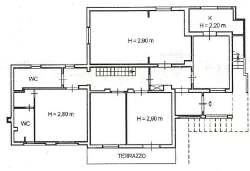 K
H = 2,20 m
H = 2,90 m
WC
H = 2,80 m
H = 2,90 m
WC
TERRAZZO